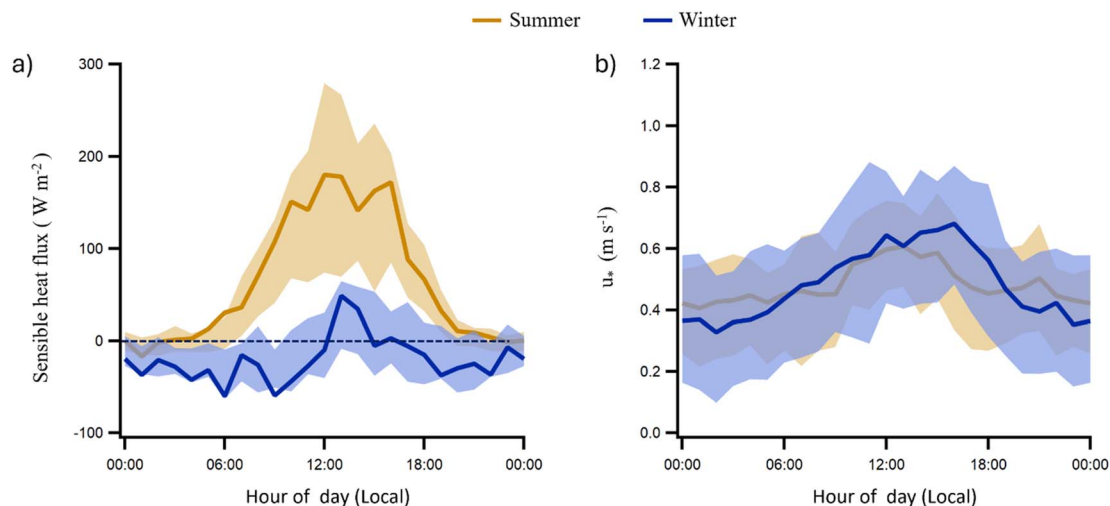 Summer
Winter
a)
Sensible heat flux ( W m-2)
300
200
100
0
-100
00:00
06:00
12:00
18:00
00:00
Hour of day (Local)
b)
u* (m s-1)
1.2
1.0
0.8
0.6
0.4
0.2
0.0
00:00
06:00
12:00
18:00
00:00
Hour of day (Local)